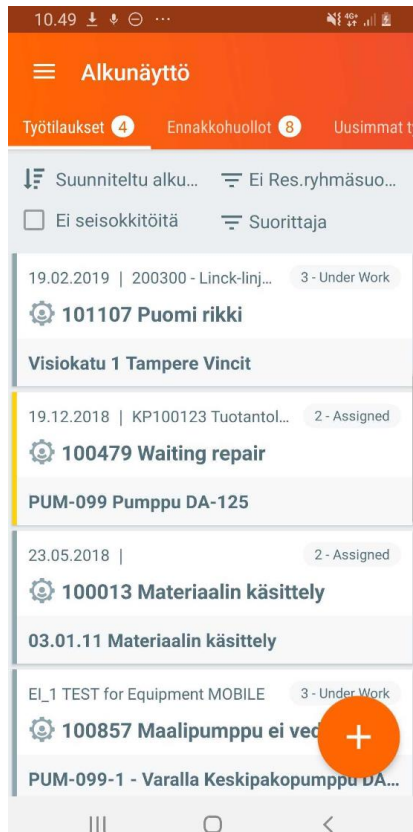 10.49
4G+
Alkunäyttö
Työtilaukset 4 Ennakkohuollot 8 Uusimmat t
Suunniteltu alku... Ei Res.ryhmäsuo...
Ei seisokkitöitä Suorittaja
19.02.2019 | 200300 - Linck-linj... 3 - Under Work
101107 Puomi rikki
Visiokatu 1 Tampere Vincit
19.12.2018 | KP100123 Tuotantol... 2 - Assigned
100479 Waiting repair
PUM-099 Pumppu DA-125
23.05.2018 | 2 - Assigned
100013 Materiaalin käsittely
03.01.11 Materiaalin käsittely
EI_1 TEST for Equipment MOBILE 3 - Under Work
100857 Maalipumppu ei ved
PUM-099-1 - Varalla Keskipakopumppu DA...